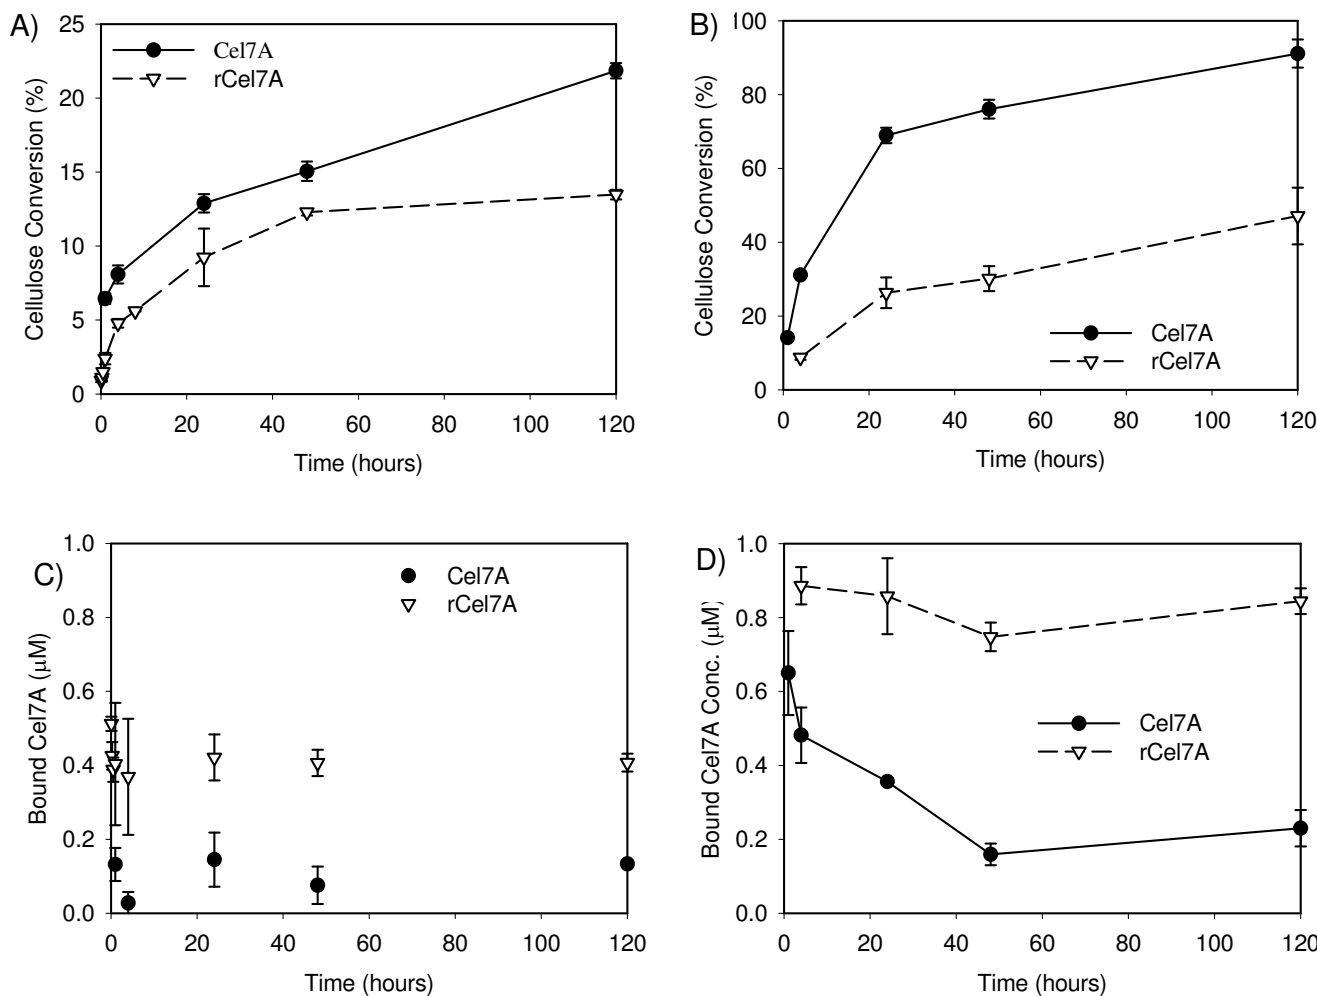 A)
25
20
15
10
5
0
Cellulose Conversion (%)
Cel7A
rCel7A
0 20 40 60 80 100 120
Time (hours)
B)
100
80
60
40
20
0
Cellulose Conversion (%)
Cel7A
rCel7A
0 20 40 60 80 100 120
Time (hours)
C)
1.0
0.8
0.6
0.4
0.2
0.0
Bound Cel7A (μM)
Cel7A
rCel7A
0 20 40 60 80 100 120
Time (hours)
D)
1.0
0.8
0.6
0.4
0.2
0.0
Bound Cel7A Conc. (μM)
Cel7A
rCel7A
0 20 40 60 80 100 120
Time (hours)